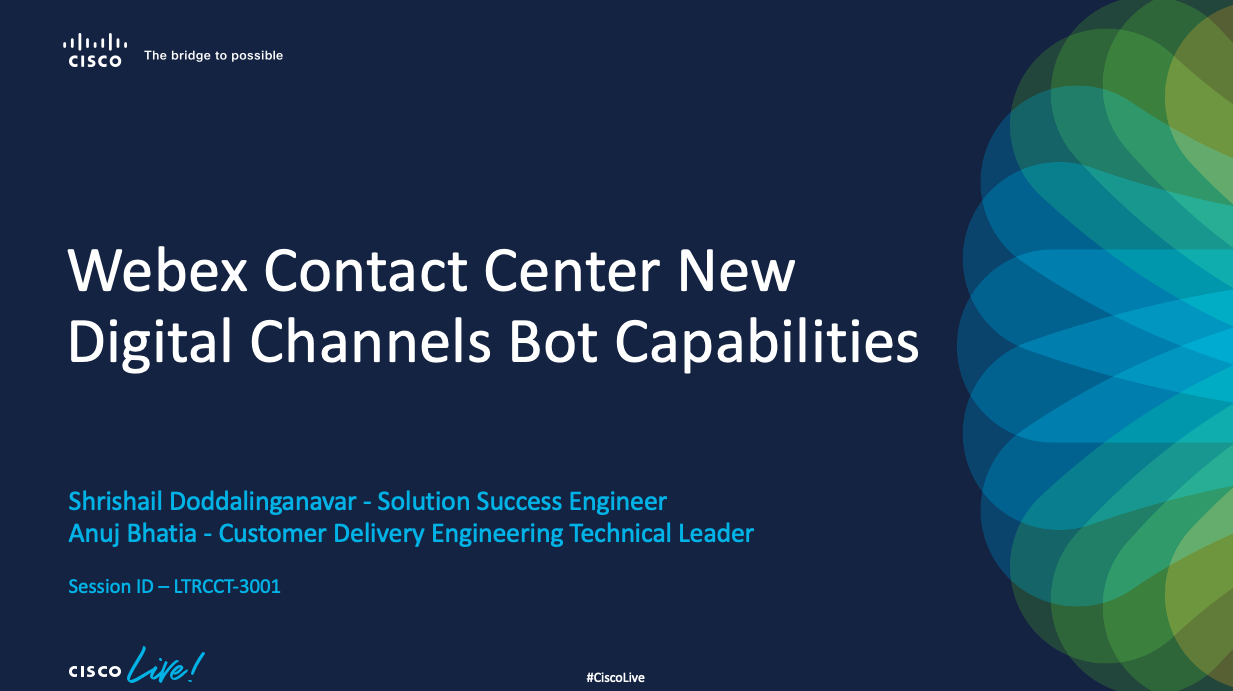 CISCO The bridge to possible
Webex Contact Center New
Digital Channels Bot Capabilities
Shrishail Doddalinganavar - Solution Success Engineer
Anuj Bhatia - Customer Delivery Engineering Technical Leader
Session ID – LTRCCT-3001
CISCO Live!
#CiscoLive